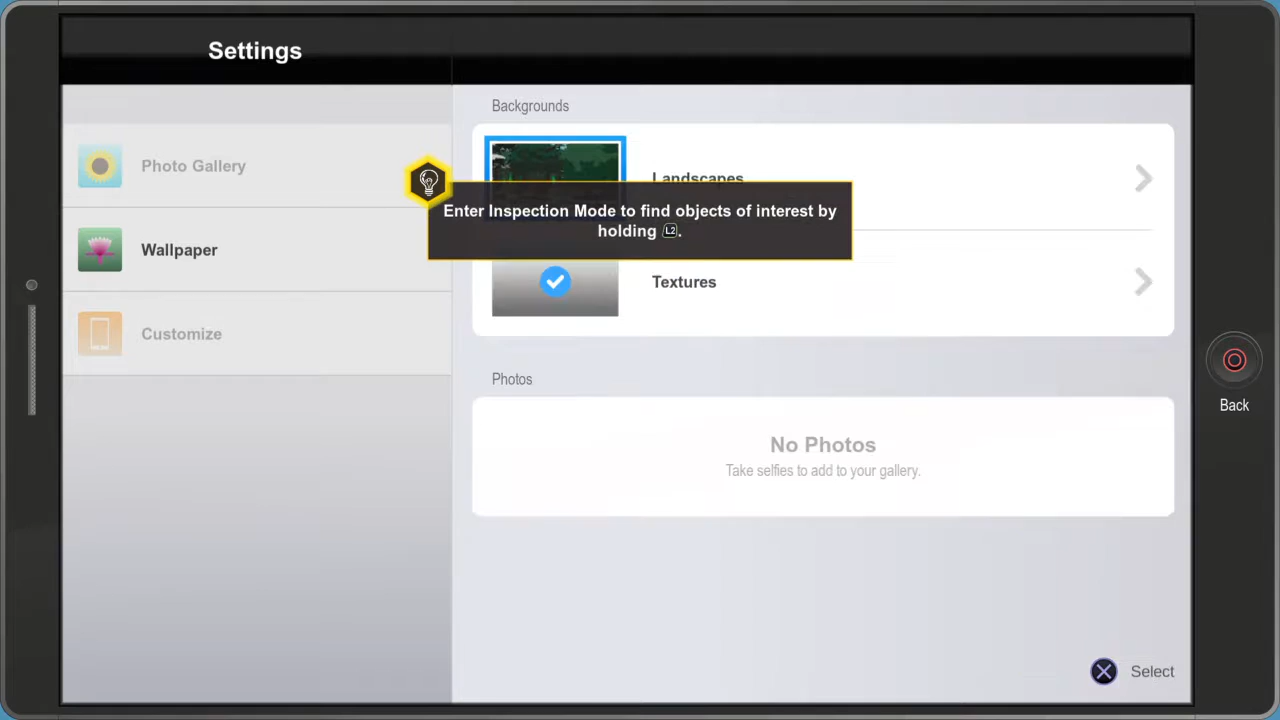 Settings
Backgrounds
Photo Gallery
Landscapes
Enter Inspection Mode to find objects of interest by
holding L2.
Wallpaper
Textures
Customize
Photos
No Photos
Take selfies to add to your gallery.
Back
Select